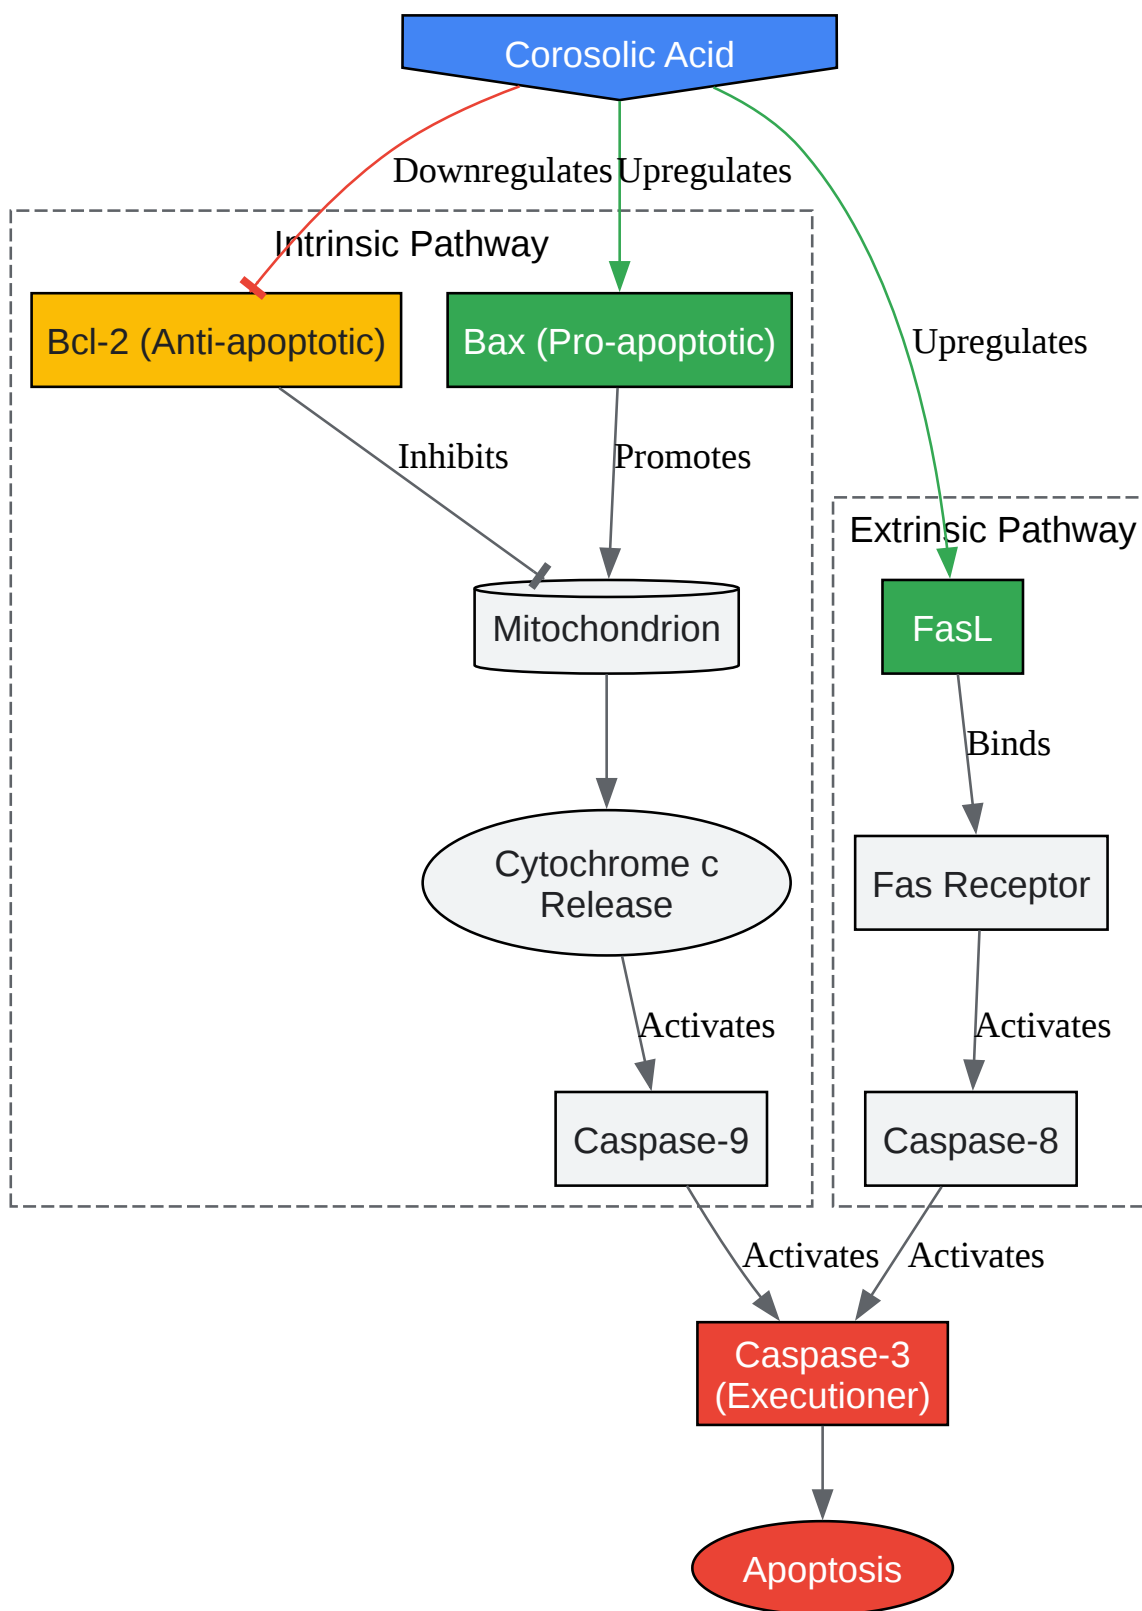 Corosolic Acid
Downregulates
Upregulates
Intrinsic Pathway
Bcl-2 (Anti-apoptotic)
Bax (Pro-apoptotic)
Upregulates
Inhibits
Promotes
Extrinsic Pathway
Mitochondrion
FasL
Binds
Cytochrome c
Release
Fas Receptor
Activates
Activates
Caspase-9
Caspase-8
Activates
Activates
Caspase-3
(Executioner)
Apoptosis